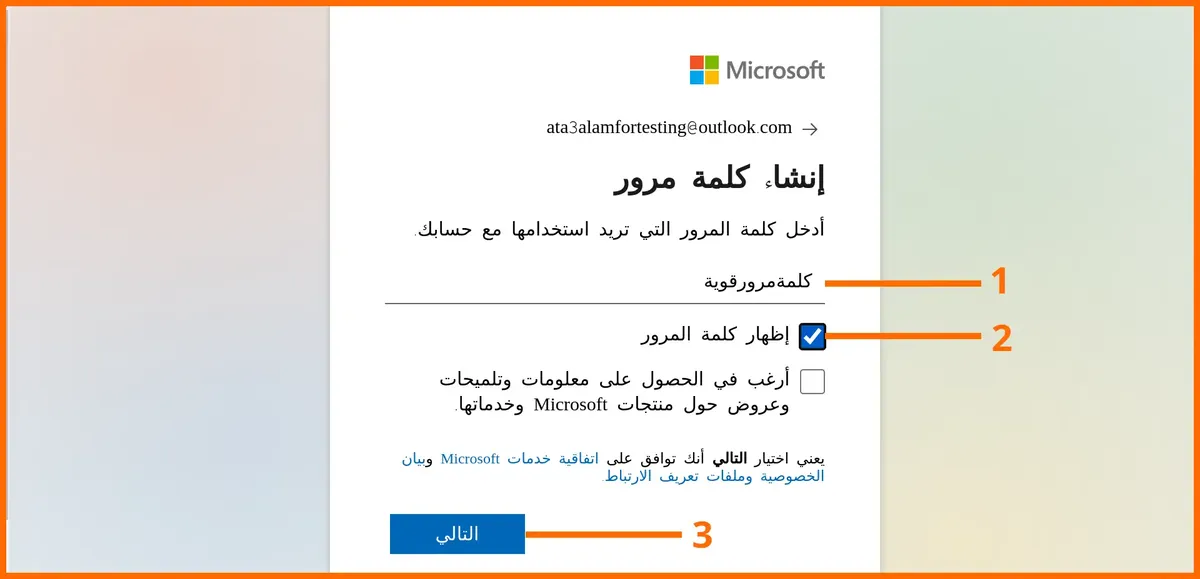 Microsoft
ata3alamfortesting@outlook.com
إنشاء كلمة مرور
أدخل كلمة المرور التي تريد استخدامها مع حسابك.
كلمةمرورقوية
1
إظهار كلمة المرور
2
أرغب في الحصول على معلومات وتلميحات
وعروض حول منتجات Microsoft وخدماتها.
يعني اختيار التالي أنك توافق على اتفاقية خدمات Microsoft وبيان
الخصوصية وملفات تعريف الارتباط.
التالي
3